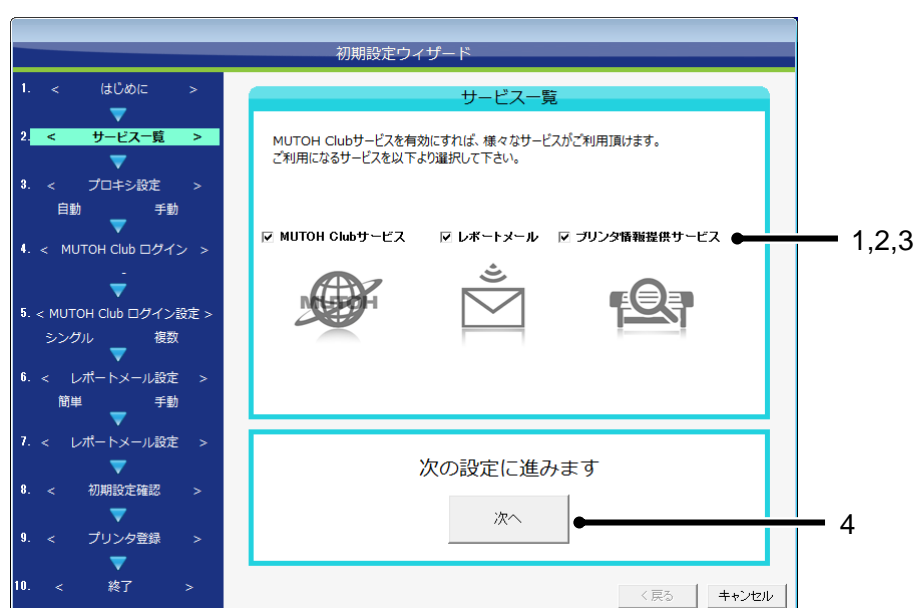 初期設定ウィザード
1. < はじめに >
2. < サービス一覧 >
3. < プロキシ設定 >
自動 手動
4. < MUTOH Club ログイン >
-
5. < MUTOH Club ログイン設定 >
シングル 複数
6. < レポートメール設定 >
簡単 手動
7. < レポートメール設定 >
8. < 初期設定確認 >
9. < プリンタ登録 >
10. < 終了 >
サービス一覧
MUTOH Clubサービスを有効にすれば、様々なサービスがご利用頂けます。
ご利用になるサービスを以下より選択して下さい。
MUTOH Clubサービス レポートメール プリンタ情報提供サービス
1,2,3
MUTOH
次の設定に進みます
次へ
4
<戻る キャンセル